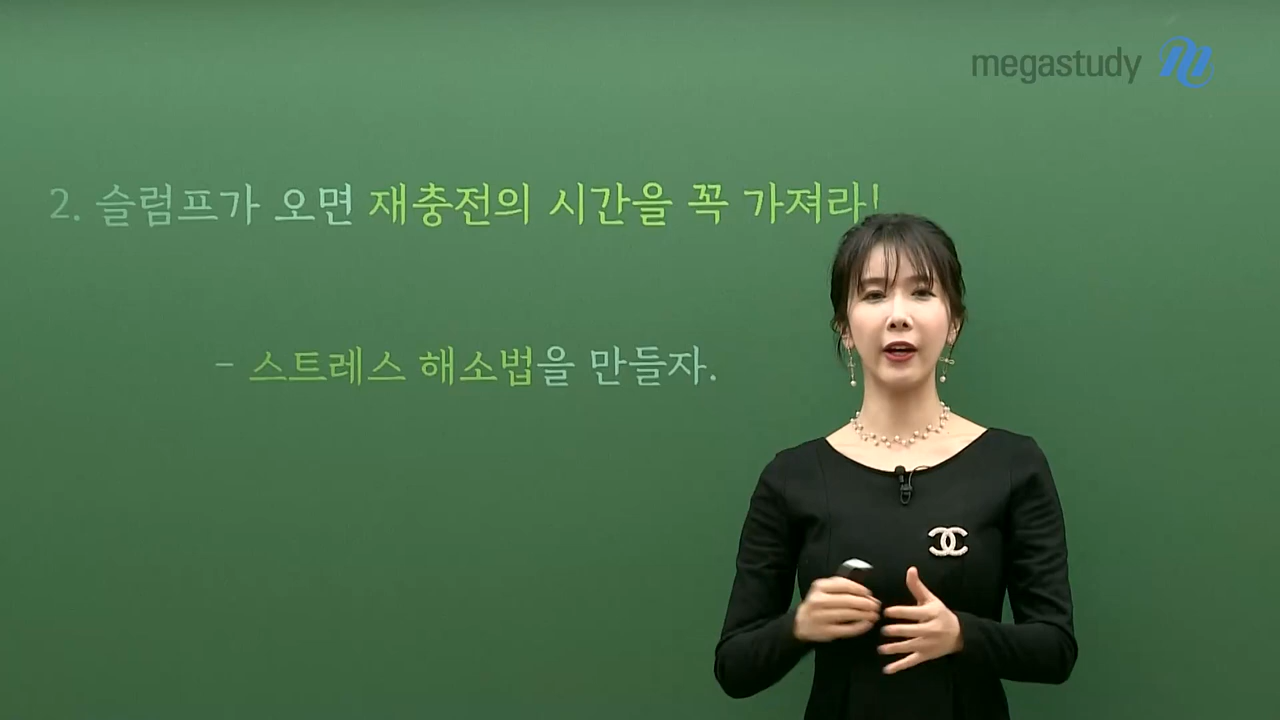 megastudy
2. 슬럼프가 오면 재충전의 시간을 꼭 가져라!
- 스트레스 해소법을 만들자.